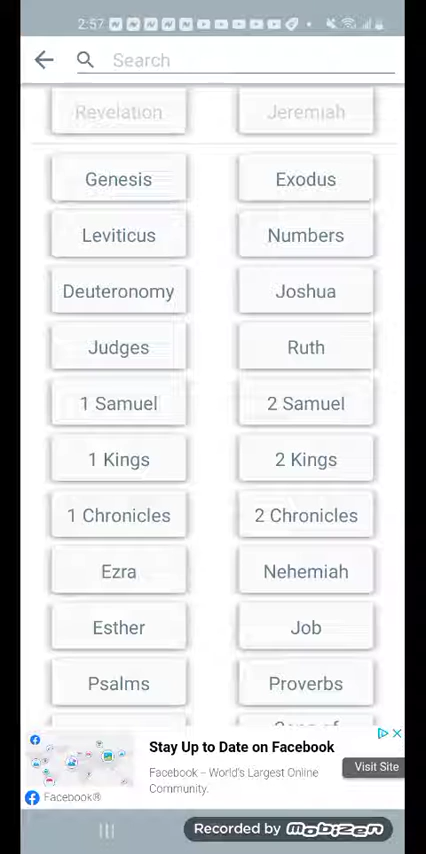 2:57
Search
Revelation Jeremiah
Genesis Exodus
Leviticus Numbers
Deuteronomy Joshua
Judges Ruth
1 Samuel 2 Samuel
1 Kings 2 Kings
1 Chronicles 2 Chronicles
Ezra Nehemiah
Esther Job
Psalms Proverbs
Stay Up to Date on Facebook
Facebook – World's Largest Online
Community.
Visit Site
Facebook®
Recorded by mobizen